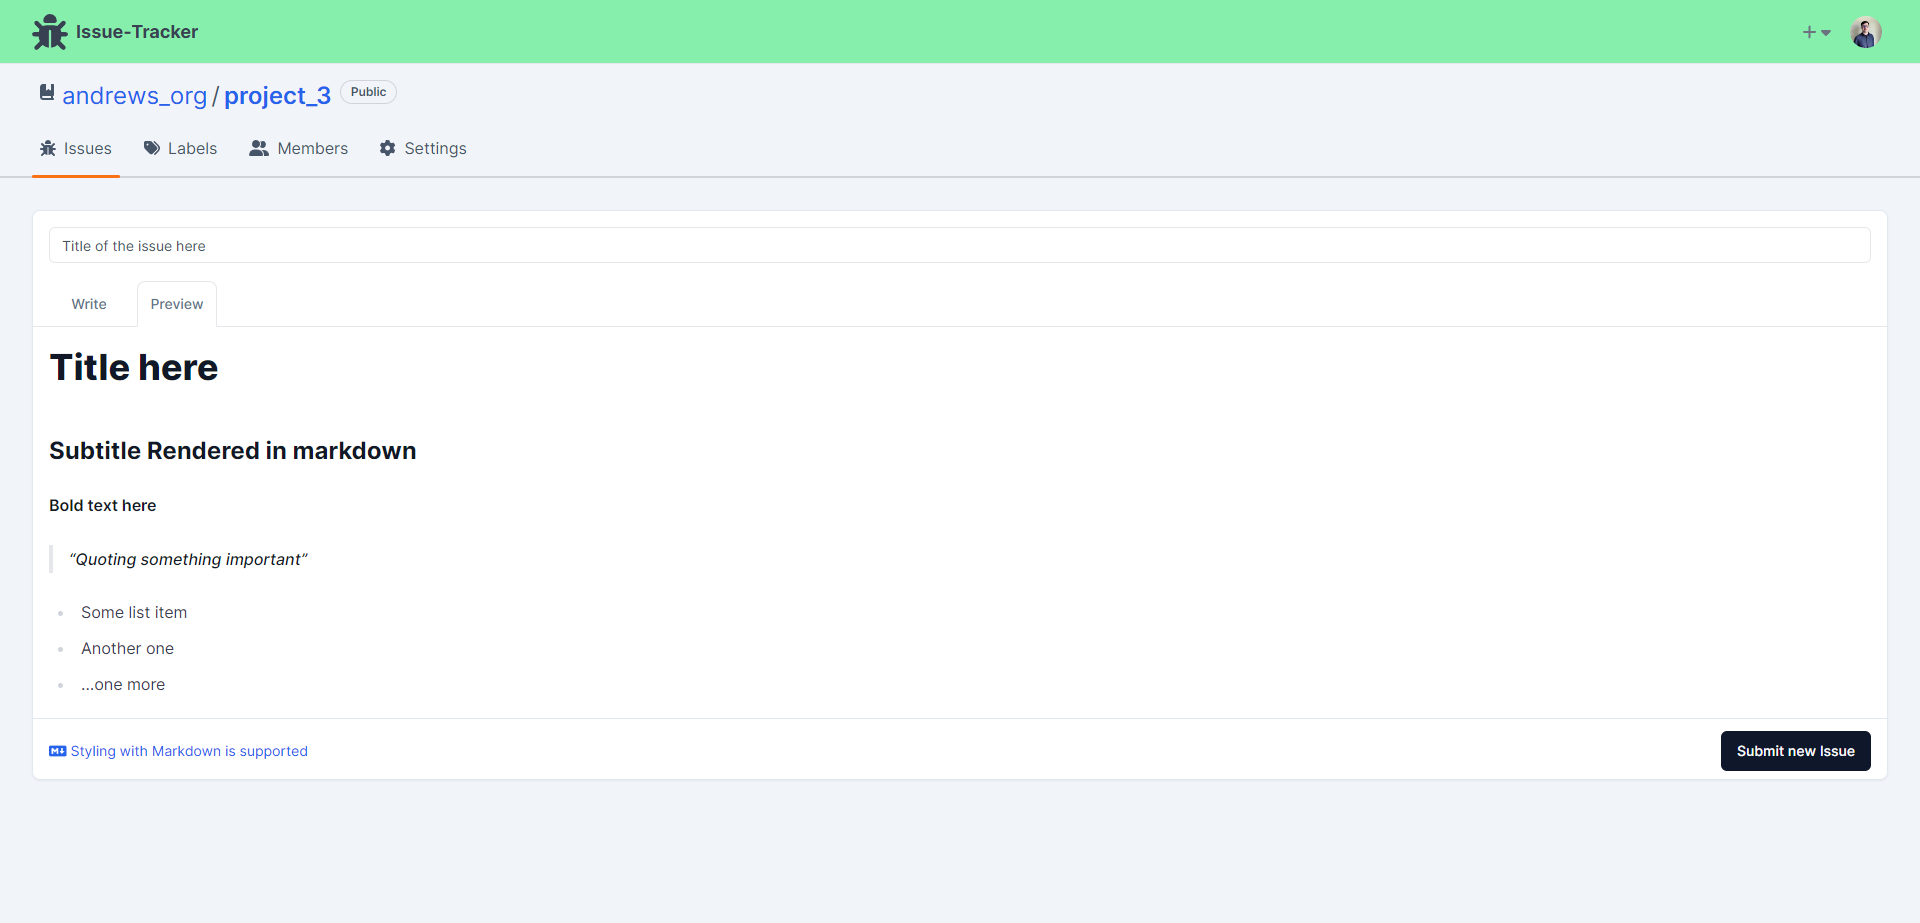 Issue-Tracker
andrews_org / project_3 Public
Issues Labels Members Settings
Title of the issue here
Write Preview
Title here
Subtitle Rendered in markdown
Bold text here
“Quoting something important”
Some list item
Another one
...one more
Styling with Markdown is supported
Submit new Issue